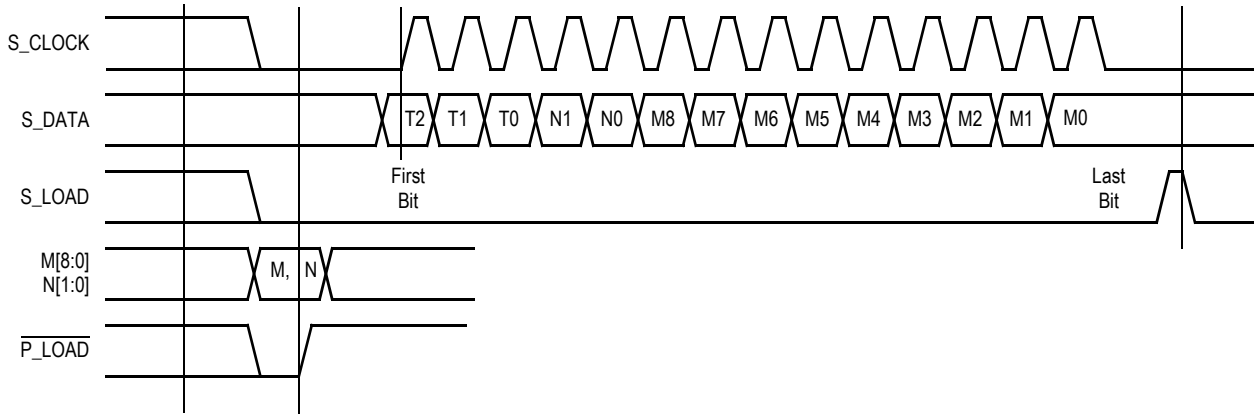 S_CLOCK
S_DATA
T2 T1 T0 N1 N0 M8 M7 M6 M5 M4 M3 M2 M1 M0
First
Bit
Last
Bit
S_LOAD
M[8:0]
N[1:0]
M, N
P_LOAD